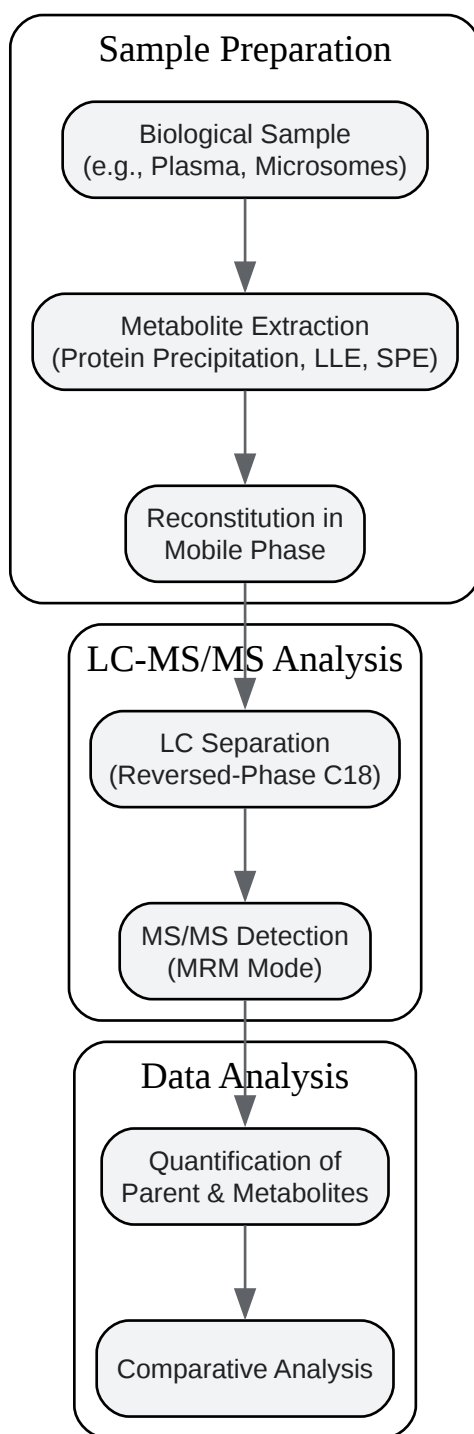 Sample Preparation
Biological Sample
(e.g., Plasma, Microsomes)
Metabolite Extraction
(Protein Precipitation, LLE, SPE)
Reconstitution in
Mobile Phase
LC-MS/MS Analysis
LC Separation
(Reversed-Phase C18)
MS/MS Detection
(MRM Mode)
Data Analysis
Quantification of
Parent & Metabolites
Comparative Analysis